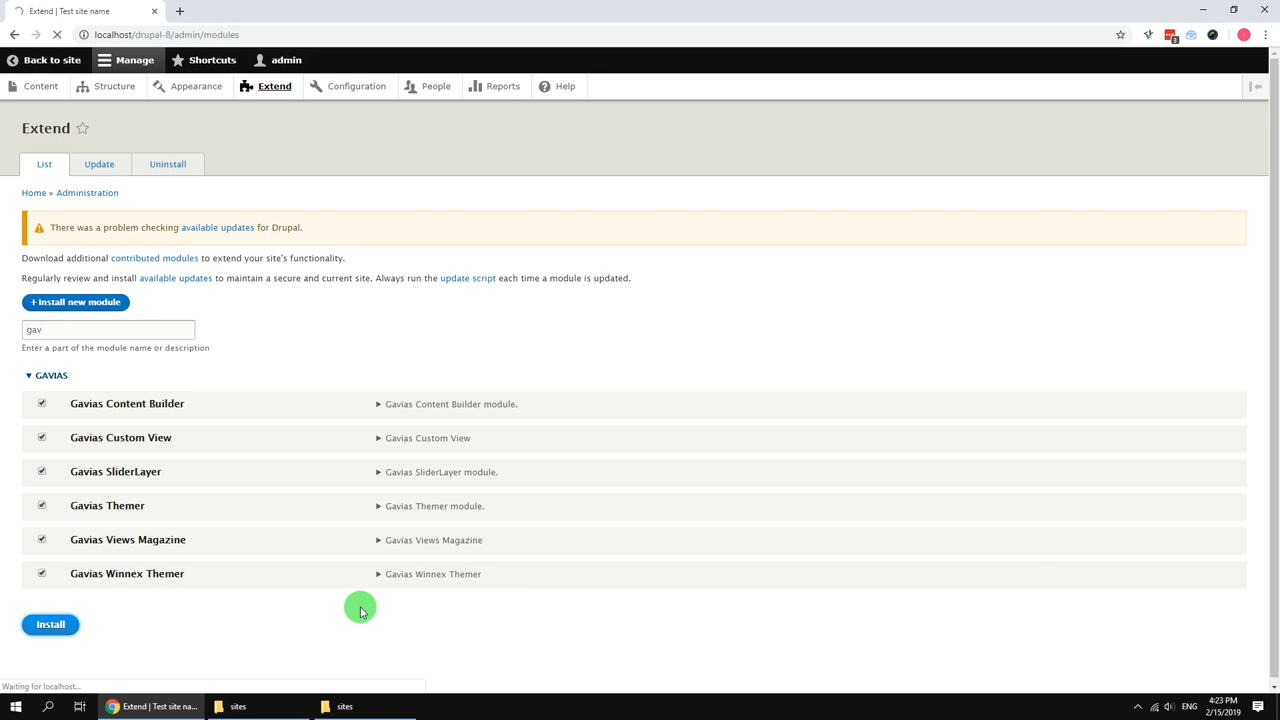 Extend | Test site name
localhost/drupal-8/admin/modules
3
Back to site Manage Shortcuts admin
Content Structure Appearance Extend Configuration People Reports Help
Extend
List Update Uninstall
Home » Administration
There was a problem checking available updates for Drupal.
Download additional contributed modules to extend your site's functionality.
Regularly review and install available updates to maintain a secure and current site. Always run the update script each time a module is updated.
+Install new module
gav
Enter a part of the module name or description
GAVIAS
Gavias Content Builder Gavias Content Builder module.
Gavias Custom View Gavias Custom View
Gavias SliderLayer Gavias SliderLayer module.
Gavias Themer Gavias Themer module.
Gavias Views Magazine Gavias Views Magazine
Gavias Winnex Themer Gavias Winnex Themer
Install
Waiting for localhost...
Extend | Test site na... sites sites ENG 4:23 PM
2/15/2019